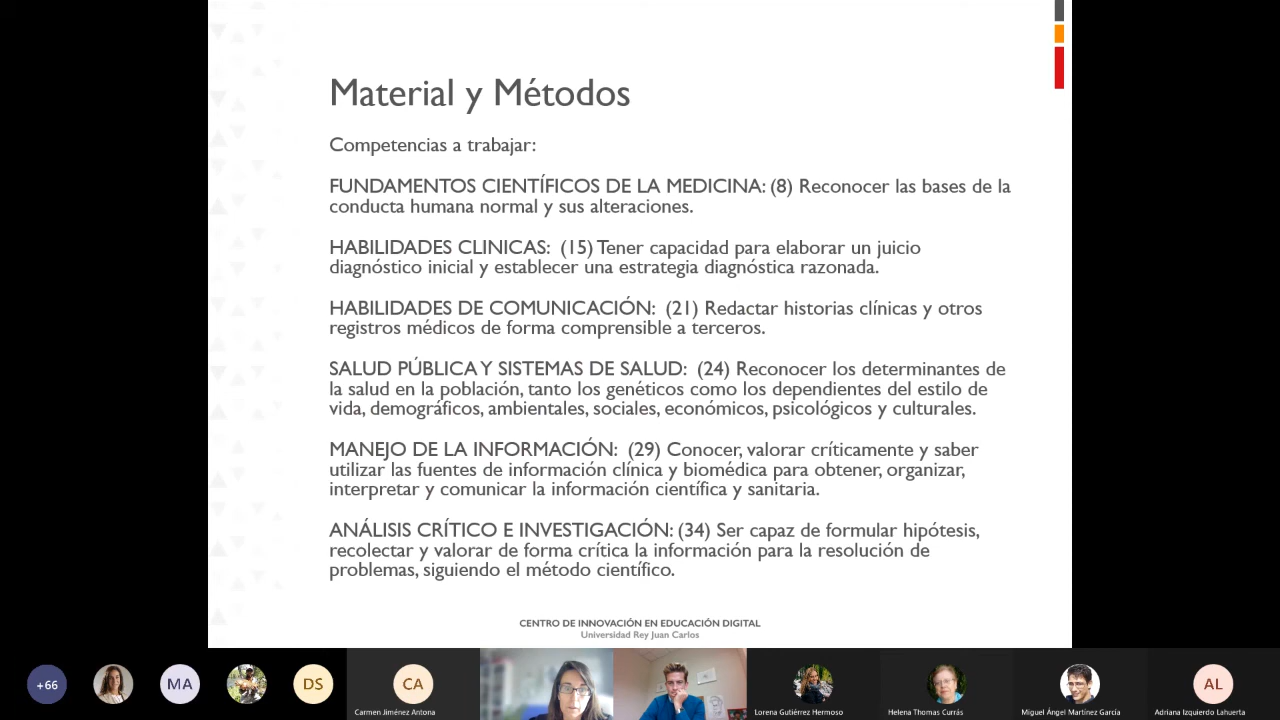 Material y Métodos
Competencias a trabajar:
FUNDAMENTOS CIENTÍFICOS DE LA MEDICINA: (8) Reconocer las bases de la
conducta humana normal y sus alteraciones.
HABILIDADES CLINICAS:  (15) Tener capacidad para elaborar un juicio
diagnóstico inicial y establecer una estrategia diagnóstica razonada.
HABILIDADES DE COMUNICACIÓN:  (21) Redactar historias clínicas y otros
registros médicos de forma comprensible a terceros.
SALUD PÚBLICA Y SISTEMAS DE SALUD:  (24) Reconocer los determinantes de
la salud en la población, tanto los genéticos como los dependientes del estilo de
vida, demográficos, ambientales, sociales, económicos, psicológicos y culturales.
MANEJO DE LA INFORMACIÓN:  (29) Conocer, valorar críticamente y saber
utilizar las fuentes de información clínica y biomédica para obtener, organizar,
interpretar y comunicar la información científica y sanitaria.
ANÁLISIS CRÍTICO E INVESTIGACIÓN: (34) Ser capaz de formular hipótesis,
recolectar y valorar de forma crítica la información para la resolución de
problemas, siguiendo el método científico.
CENTRO DE INNOVACIÓN EN EDUCACIÓN DIGITAL
Universidad Rey Juan Carlos
+66
MA
DS
CA
AL
Carmen Jiménez Antona
Lorena Gutiérrez Hermoso
Helena Thomas Currás
Miguel Ángel Martínez García
Adriana Izquierdo Lahuerta